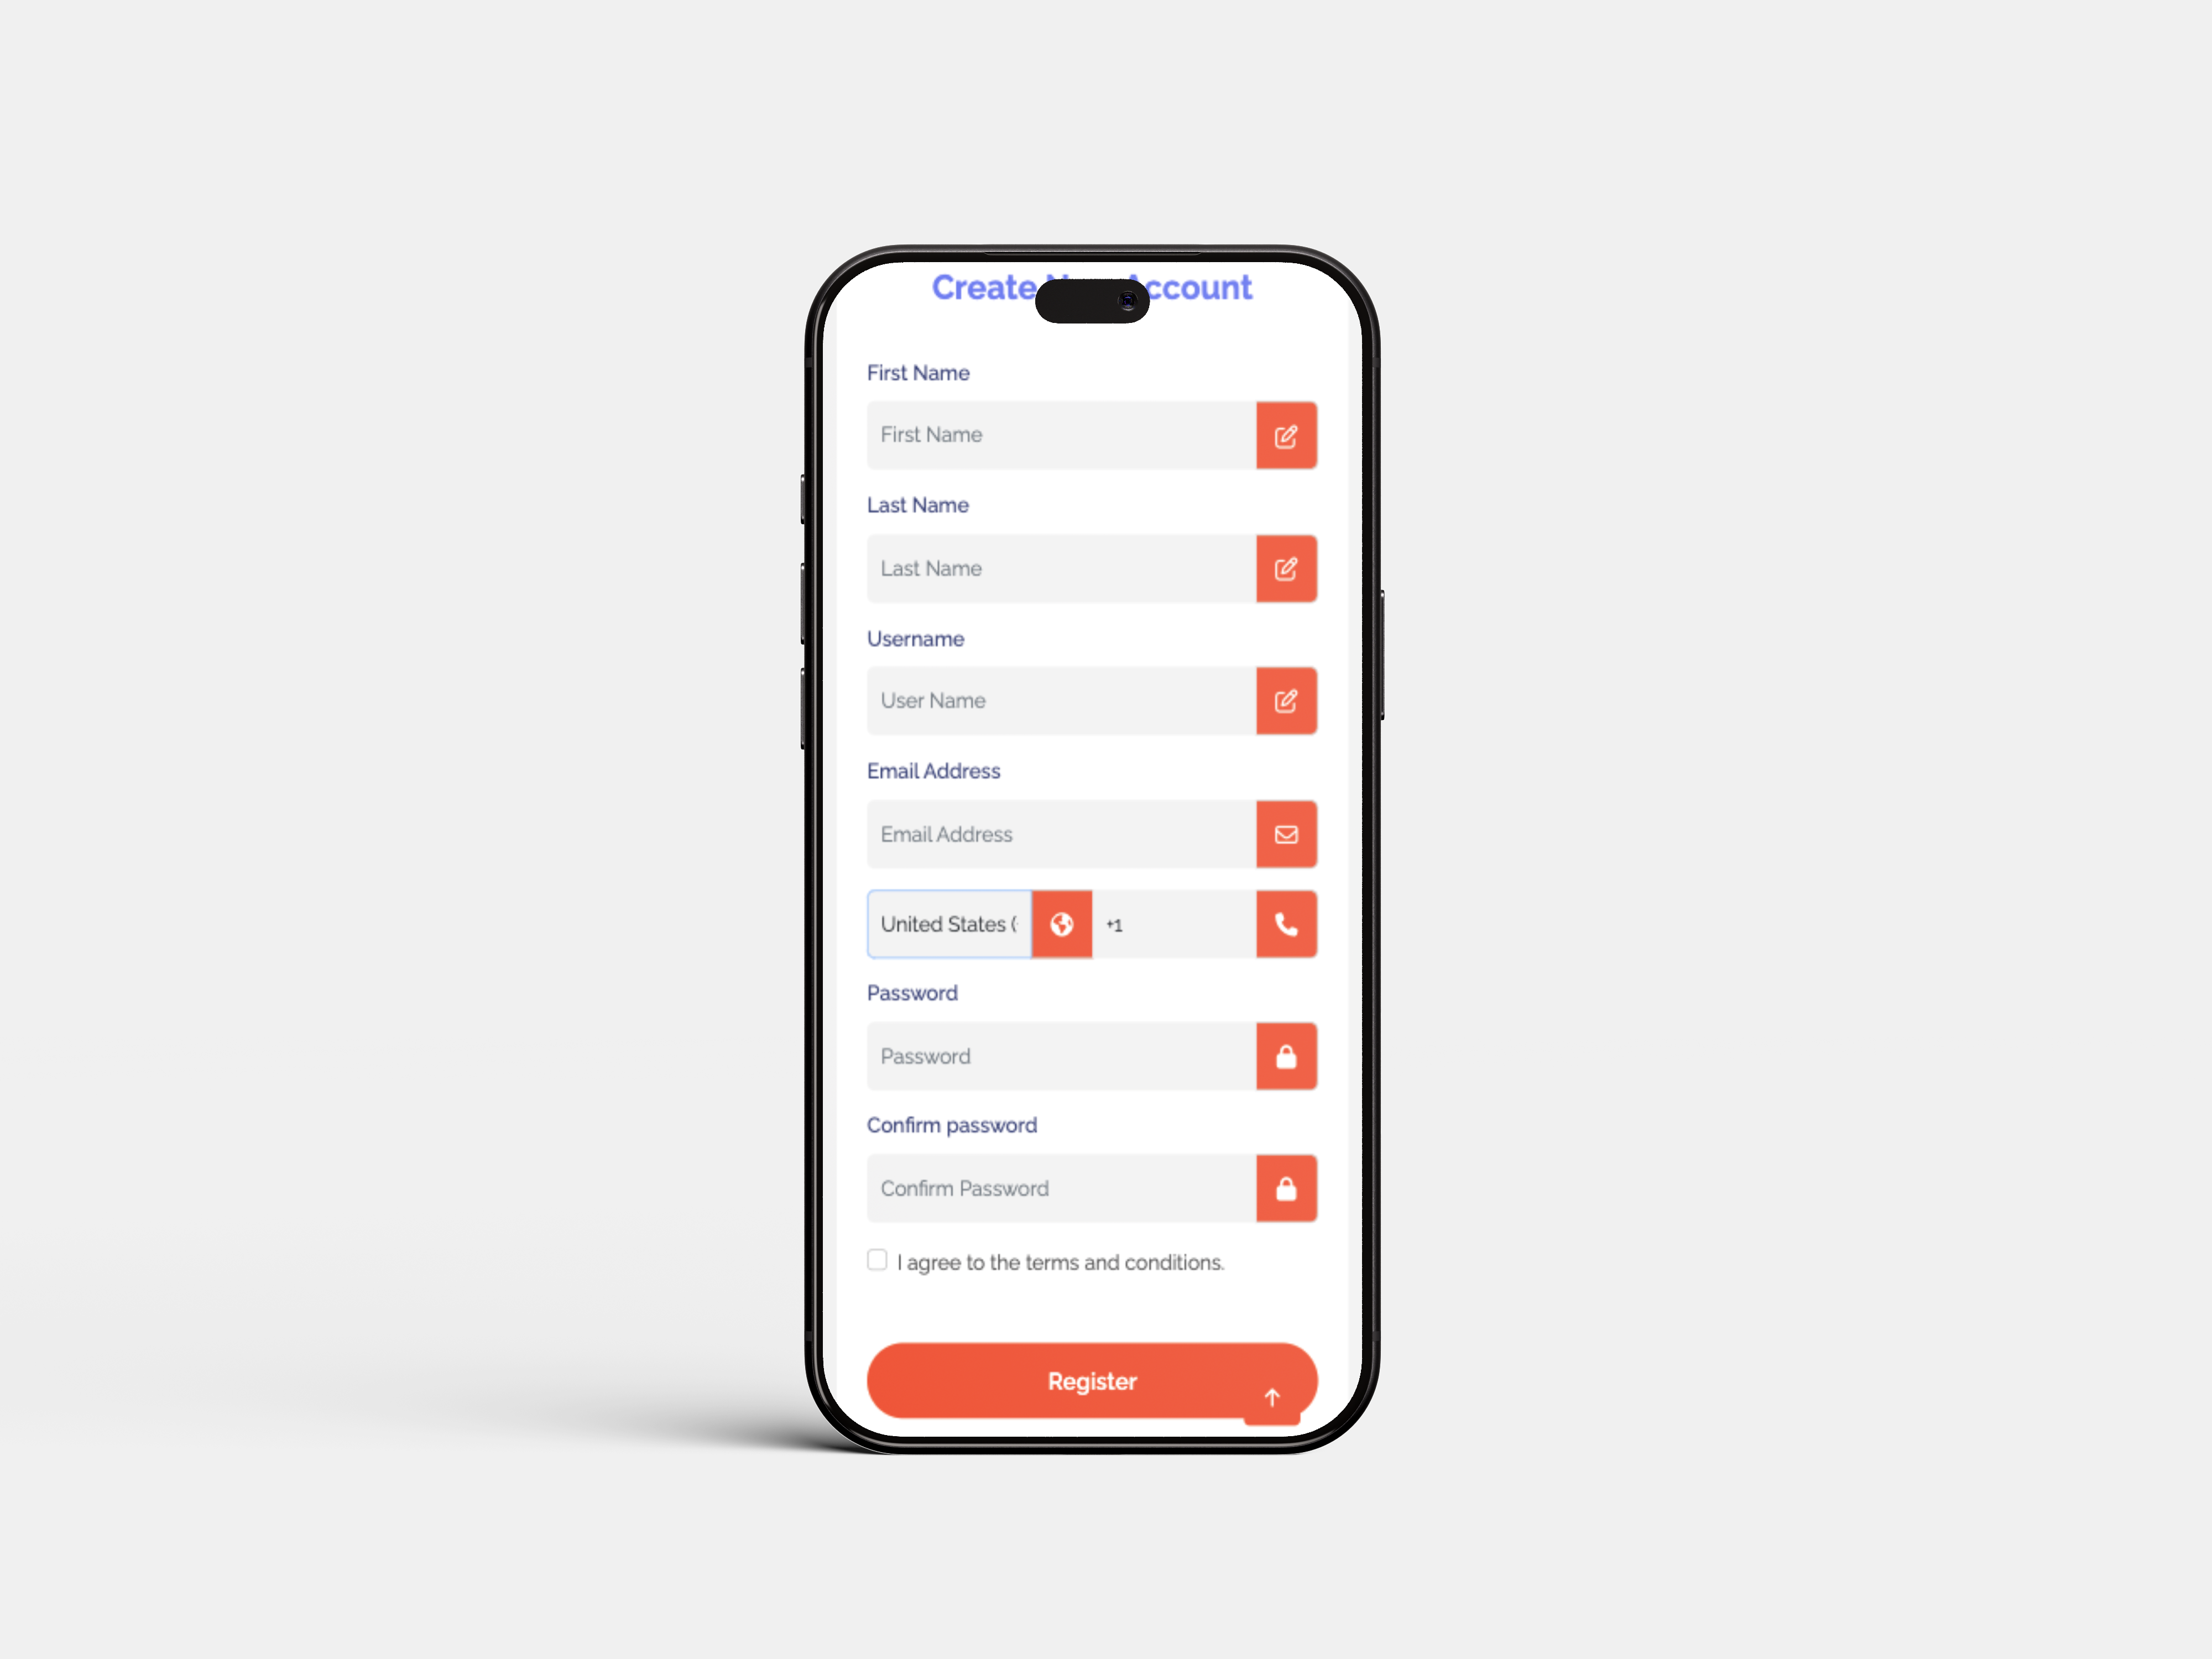 Create Account
First Name
First Name
Last Name
Last Name
Username
User Name
Email Address
Email Address
United States ( +1
Password
Password
Confirm password
Confirm Password
I agree to the terms and conditions.
Register